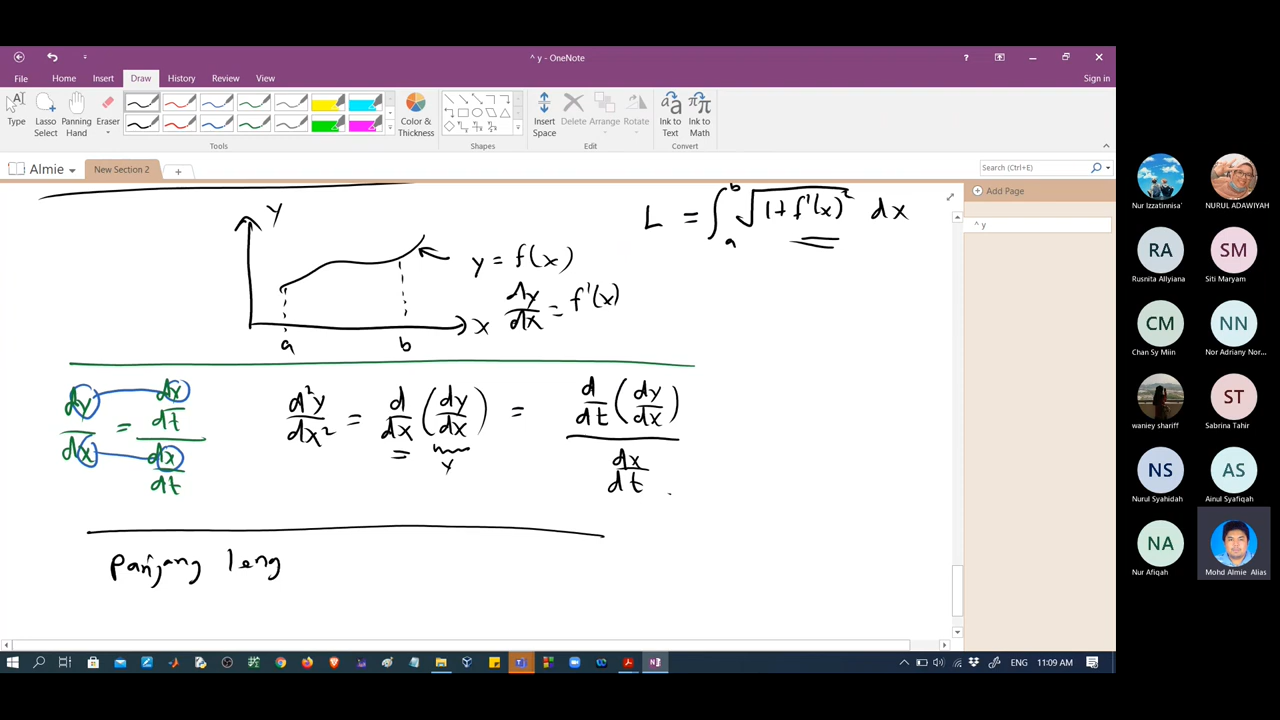 ^ y - OneNote
File Home Insert Draw History Review View Sign in
Type Lasso Select Panning Hand Eraser Color & Thickness Insert Space Delete Arrange Rotate Ink to Text Ink to Math
Tools Shapes Edit Convert
Almie New Section 2 Search (Ctrl+E)
Add Page
^ y
Y
L = ∫_a^b √(1+f'(x)²) dx
y = f(x)
dy/dx = f'(x)
X
a b
dy/dx = (dx/dt)/(dx/dt)
d²y/dx² = d/dx (dy/dx) = (d/dt (dy/dx))/(dx/dt)
Y
Panjang leng
Nur Izzatinnisa' NURUL ADAWIYAH
RA SM
Rusnita Allyiana Siti Maryam
CM NN
Chan Sy Miin Nor Adriany Nor...
ST
waniey shariff Sabrina Tahir
NS AS
Nurul Syahidah Ainul Syafiqah
NA
Nur Afiqah Mohd Almie Alias
ENG 11:09 AM